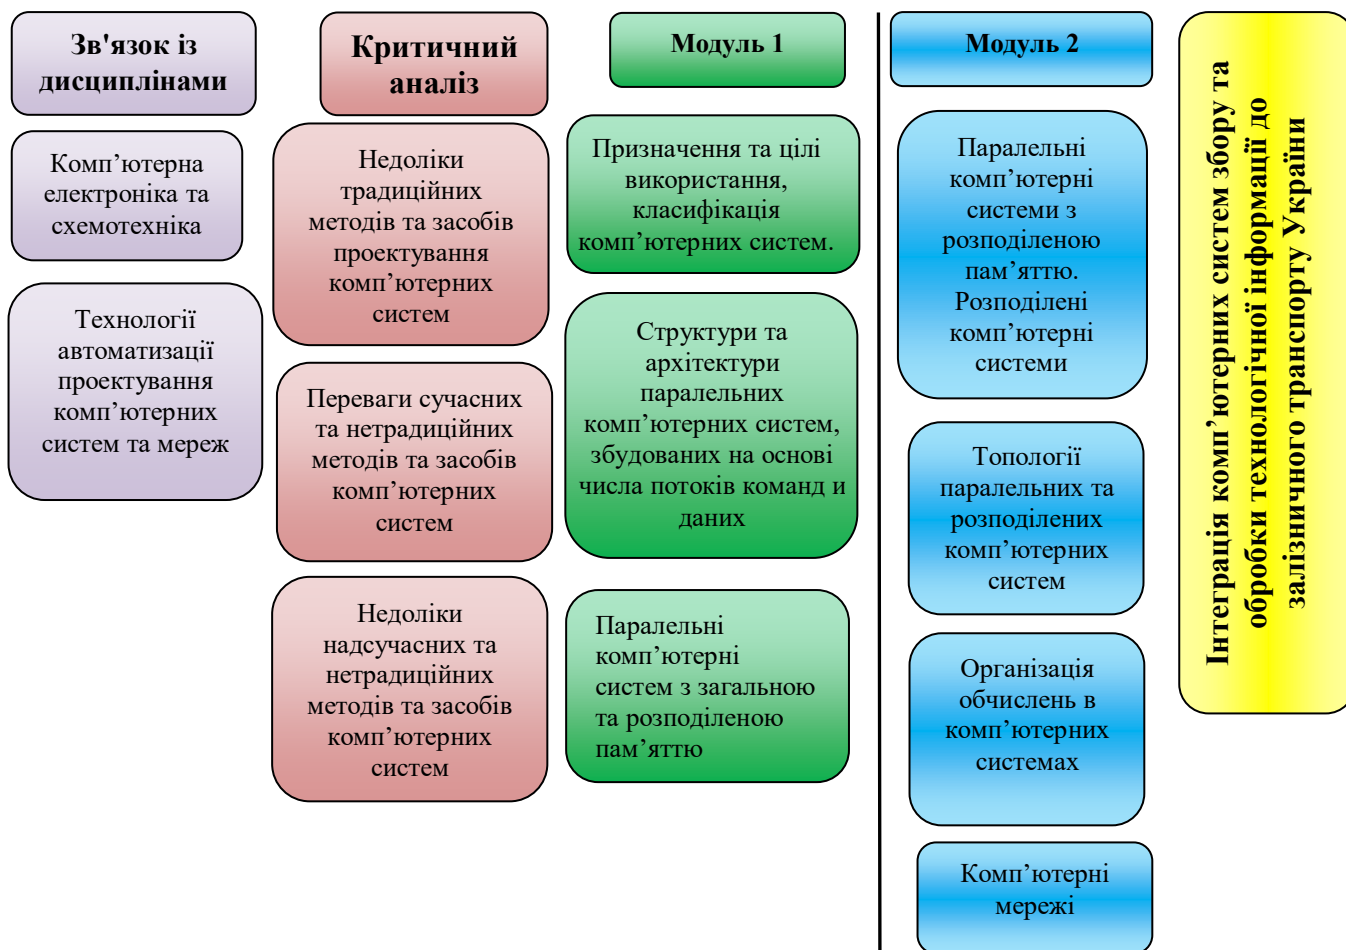 Зв'язок із
дисциплінами
Комп’ютерна
електроніка та
схемотехніка
Технології
автоматизації
проектування
комп’ютерних
систем та мереж
Критичний
аналіз
Недоліки
традиційних
методів та засобів
проектування
комп’ютерних
систем
Переваги сучасних
та нетрадиційних
методів та засобів
комп’ютерних
систем
Недоліки
надсучасних та
нетрадиційних
методів та засобів
комп’ютерних
систем
Модуль 1
Призначення та цілі
використання,
класифікація
комп’ютерних систем.
Структури та
архітектури
паралельних
комп’ютерних систем,
збудованих на основі
числа потоків команд и
даних
Паралельні
комп’ютерні
систем з загальною
та розподіленою
пам’яттю
Модуль 2
Паралельні
комп’ютерні
системи з
розподіленою
пам’яттю.
Розподілені
комп’ютерні
системи
Топології
паралельних та
розподілених
комп’ютерних
систем
Організація
обчислень в
комп’ютерних
системах
Комп’ютерні
мережі
Інтеграція комп’ютерних систем збору та
обробки технологічної інформації до
залізничного транспорту України